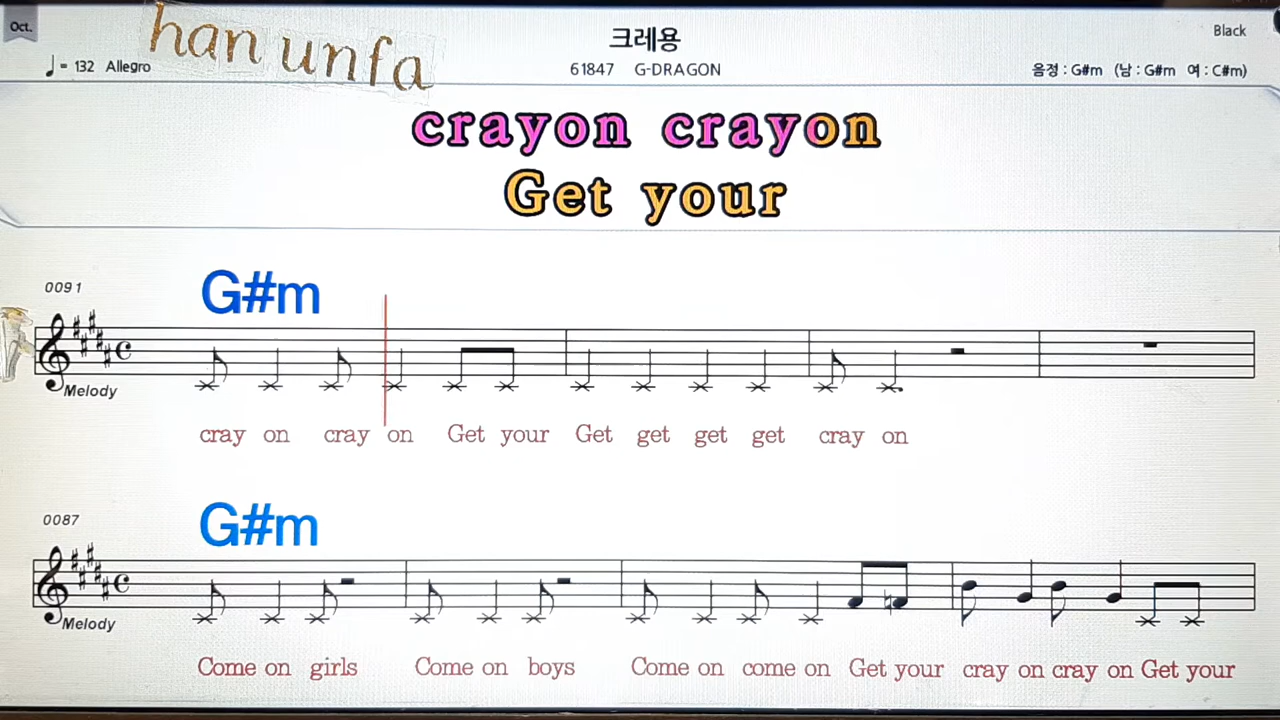 Oct.
han unfa
크레용
Black
♩= 132 Allegro
61847 G-DRAGON
음정 : G#m (남 : G#m 여 : C#m)
crayon crayon
Get your
0091
G#m
Melody
cray on cray on Get your Get get get get cray on
0087
G#m
Melody
Come on girls Come on boys Come on come on Get your cray on cray on Get your